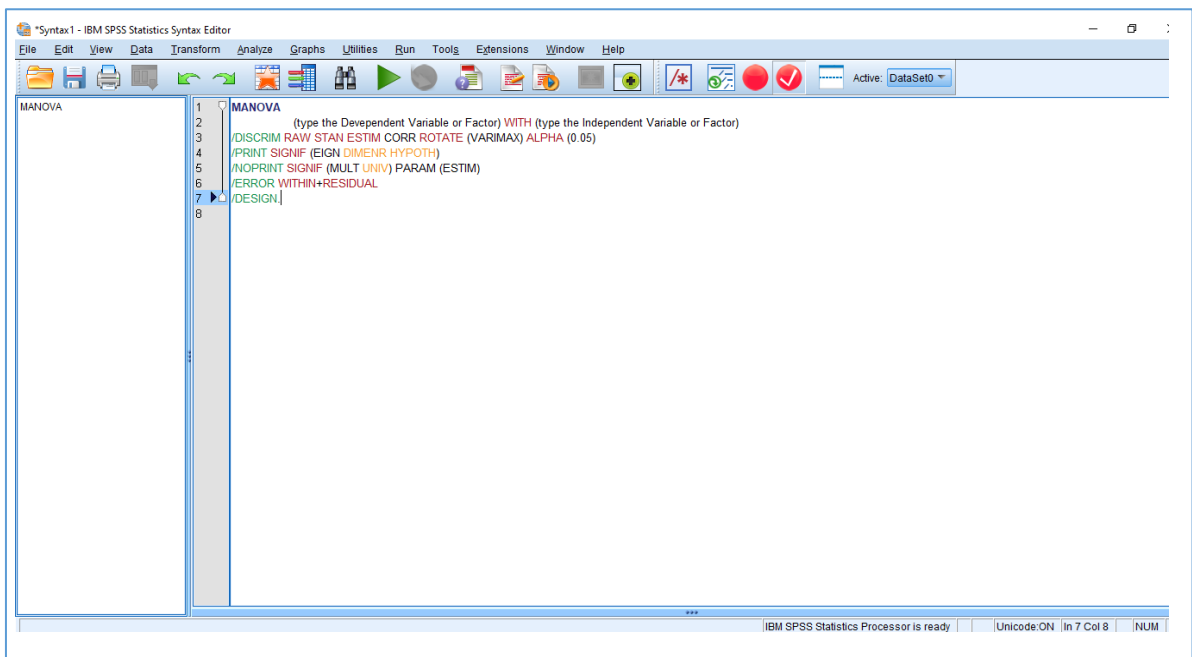 *Syntax1 - IBM SPSS Statistics Syntax Editor
File Edit View Data Transform Analyze Graphs Utilities Run Tools Extensions Window Help
Active: DataSet0
MANOVA
1 MANOVA
2 (type the Devependent Variable or Factor) WITH (type the Independent Variable or Factor)
3 /DISCRIM RAW STAN ESTIM CORR ROTATE (VARIMAX) ALPHA (0.05)
4 /PRINT SIGNIF (EIGN DIMENR HYPOTH)
5 /NOPRINT SIGNIF (MULT UNIV) PARAM (ESTIM)
6 /ERROR WITHIN+RESIDUAL
7 /DESIGN.
8
IBM SPSS Statistics Processor is ready Unicode:ON In 7 Col 8 NUM